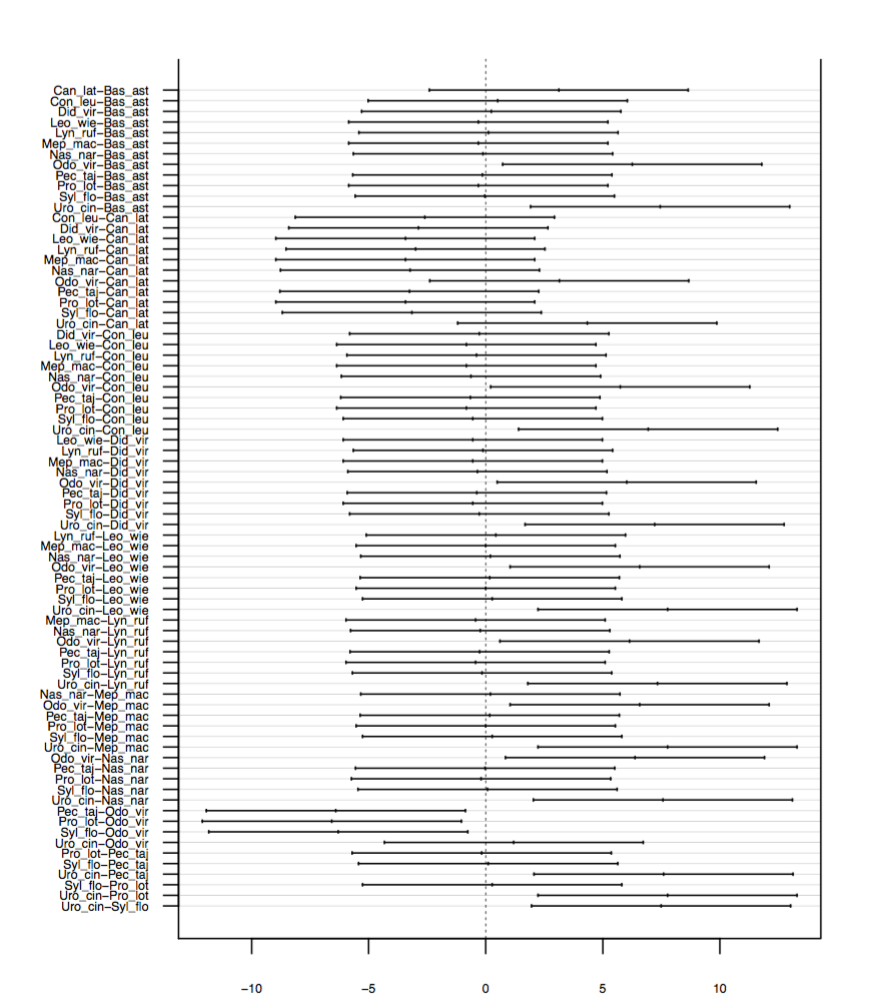 Can_lat−Bas_ast
Con_leu−Bas_ast
Did_vir−Bas_ast
Leo_wie−Bas_ast
Lyn_ruf−Bas_ast
Mep_mac−Bas_ast
Nas_nar−Bas_ast
Odo_vir−Bas_ast
Pec_taj−Bas_ast
Pro_lot−Bas_ast
Syl_flo−Bas_ast
Uro_cin−Bas_ast
Con_leu−Can_lat
Did_vir−Can_lat
Leo_wie−Can_lat
Lyn_ruf−Can_lat
Mep_mac−Can_lat
Nas_nar−Can_lat
Odo_vir−Can_lat
Pec_taj−Can_lat
Pro_lot−Can_lat
Syl_flo−Can_lat
Uro_cin−Can_lat
Did_vir−Con_leu
Leo_wie−Con_leu
Lyn_ruf−Con_leu
Mep_mac−Con_leu
Nas_nar−Con_leu
Odo_vir−Con_leu
Pec_taj−Con_leu
Pro_lot−Con_leu
Syl_flo−Con_leu
Uro_cin−Con_leu
Leo_wie−Did_vir
Lyn_ruf−Did_vir
Mep_mac−Did_vir
Nas_nar−Did_vir
Odo_vir−Did_vir
Pec_taj−Did_vir
Pro_lot−Did_vir
Syl_flo−Did_vir
Uro_cin−Did_vir
Lyn_ruf−Leo_wie
Mep_mac−Leo_wie
Nas_nar−Leo_wie
Odo_vir−Leo_wie
Pec_taj−Leo_wie
Pro_lot−Leo_wie
Syl_flo−Leo_wie
Uro_cin−Leo_wie
Mep_mac−Lyn_ruf
Nas_nar−Lyn_ruf
Odo_vir−Lyn_ruf
Pec_taj−Lyn_ruf
Pro_lot−Lyn_ruf
Syl_flo−Lyn_ruf
Uro_cin−Lyn_ruf
Nas_nar−Mep_mac
Odo_vir−Mep_mac
Pec_taj−Mep_mac
Pro_lot−Mep_mac
Syl_flo−Mep_mac
Uro_cin−Mep_mac
Odo_vir−Nas_nar
Pec_taj−Nas_nar
Pro_lot−Nas_nar
Syl_flo−Nas_nar
Uro_cin−Nas_nar
Pec_taj−Odo_vir
Pro_lot−Odo_vir
Syl_flo−Odo_vir
Uro_cin−Odo_vir
Pro_lot−Pec_taj
Syl_flo−Pec_taj
Uro_cin−Pec_taj
Syl_flo−Pro_lot
Uro_cin−Pro_lot
Uro_cin−Syl_flo
−10 −5 0 5 10